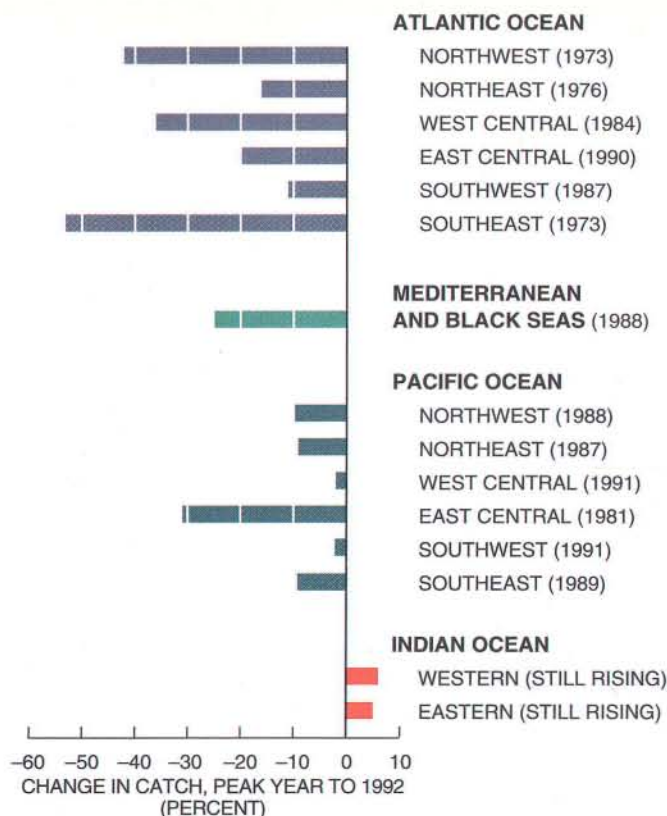 ATLANTIC OCEAN
NORTHWEST (1973)
NORTHEAST (1976)
WEST CENTRAL (1984)
EAST CENTRAL (1990)
SOUTHWEST (1987)
SOUTHEAST (1973)
MEDITERRANEAN
AND BLACK SEAS (1988)
PACIFIC OCEAN
NORTHWEST (1988)
NORTHEAST (1987)
WEST CENTRAL (1991)
EAST CENTRAL (1981)
SOUTHWEST (1991)
SOUTHEAST (1989)
INDIAN OCEAN
WESTERN (STILL RISING)
EASTERN (STILL RISING)
–60 –50 –40 –30 –20 –10 0 10
CHANGE IN CATCH, PEAK YEAR TO 1992
(PERCENT)